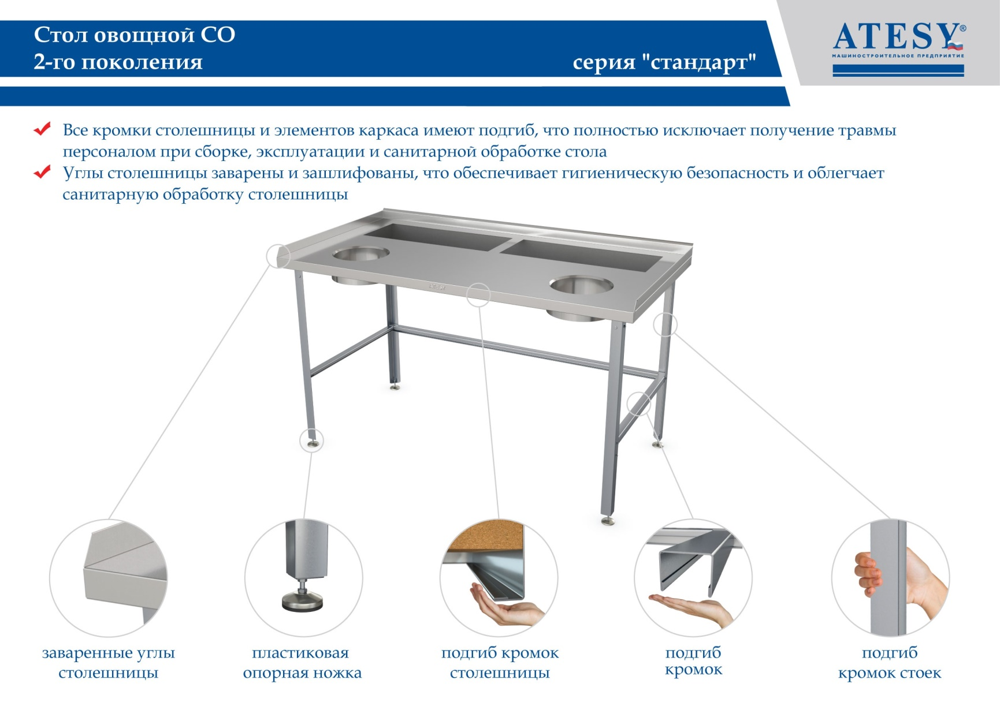 Стол овощной СО
2-го поколения
серия "стандарт"
ATESY®
МАШИНОСТРОИТЕЛЬНОЕ ПРЕДПРИЯТИЕ
Все кромки столешницы и элементов каркаса имеют подгиб, что полностью исключает получение травмы
персоналом при сборке, эксплуатации и санитарной обработке стола
Углы столешницы заварены и зашлифованы, что обеспечивает гигиеническую безопасность и облегчает
санитарную обработку столешницы
ATESY
заваренные углы
столешницы
пластиковая
опорная ножка
подгиб кромок
столешницы
подгиб
кромок
подгиб
кромок стоек